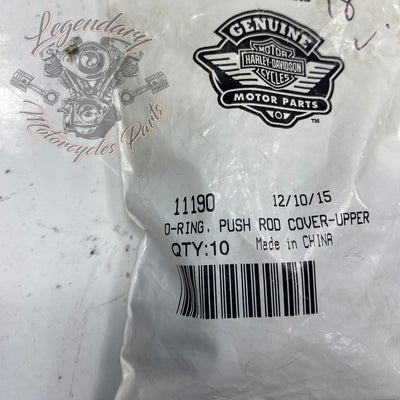 18
GENUINE
MOTOR
HARLEY-DAVIDSON
CYCLES
MOTOR PARTS
TM
Legendary
Motorcycles Parts
11190 12/10/15
O-RING, PUSH ROD COVER-UPPER
QTY:10 Made in CHINA